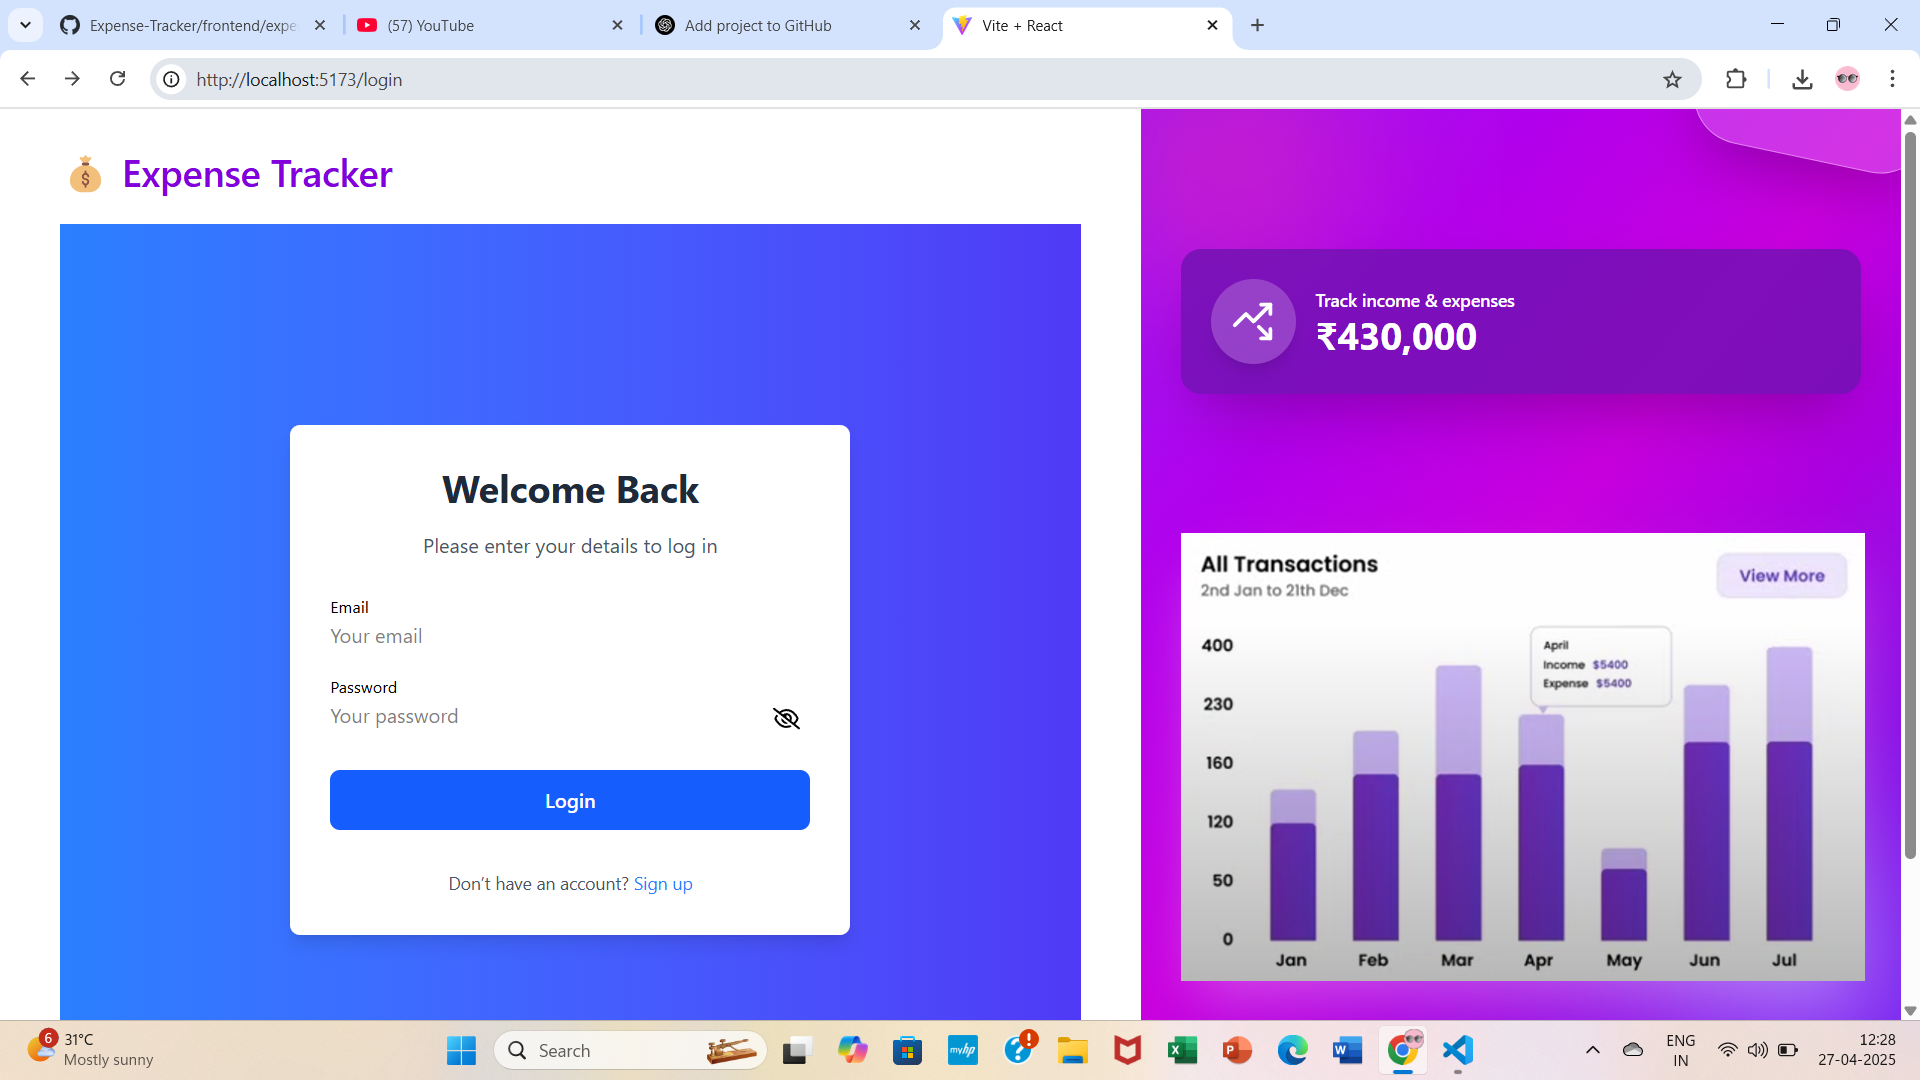 Expense-Tracker/frontend/expe
(57) YouTube
Add project to GitHub
Vite + React
http://localhost:5173/login
Expense Tracker
Welcome Back
Please enter your details to log in
Email
Your email
Password
Your password
Login
Don't have an account? Sign up
Track income & expenses
₹430,000
All Transactions
2nd Jan to 21th Dec
View More
400
230
160
120
50
0
April
Income $5400
Expense $5400
Jan Feb Mar Apr May Jun Jul
6
31°C
Mostly sunny
Search
myhp
ENG
IN
12:28
27-04-2025